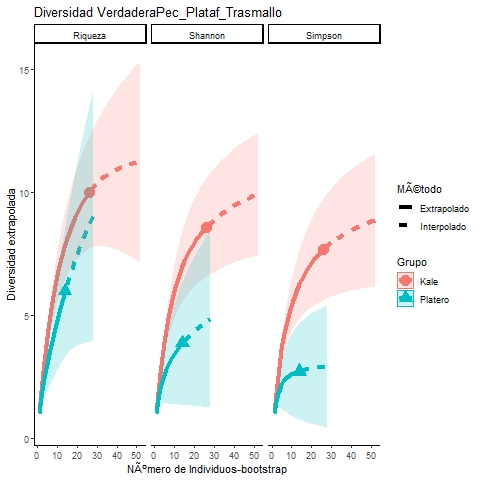 Diversidad VerdaderaPec_Plataf_Trasmallo
Riqueza
Shannon
Simpson
15
10
5
0
Diversidad extrapolada
0 10 20 30 40 50
0 10 20 30 40 50
0 10 20 30 40 50
NÃºmero de Individuos-bootstrap
MÃ©todo
Extrapolado
Interpolado
Grupo
Kale
Platero